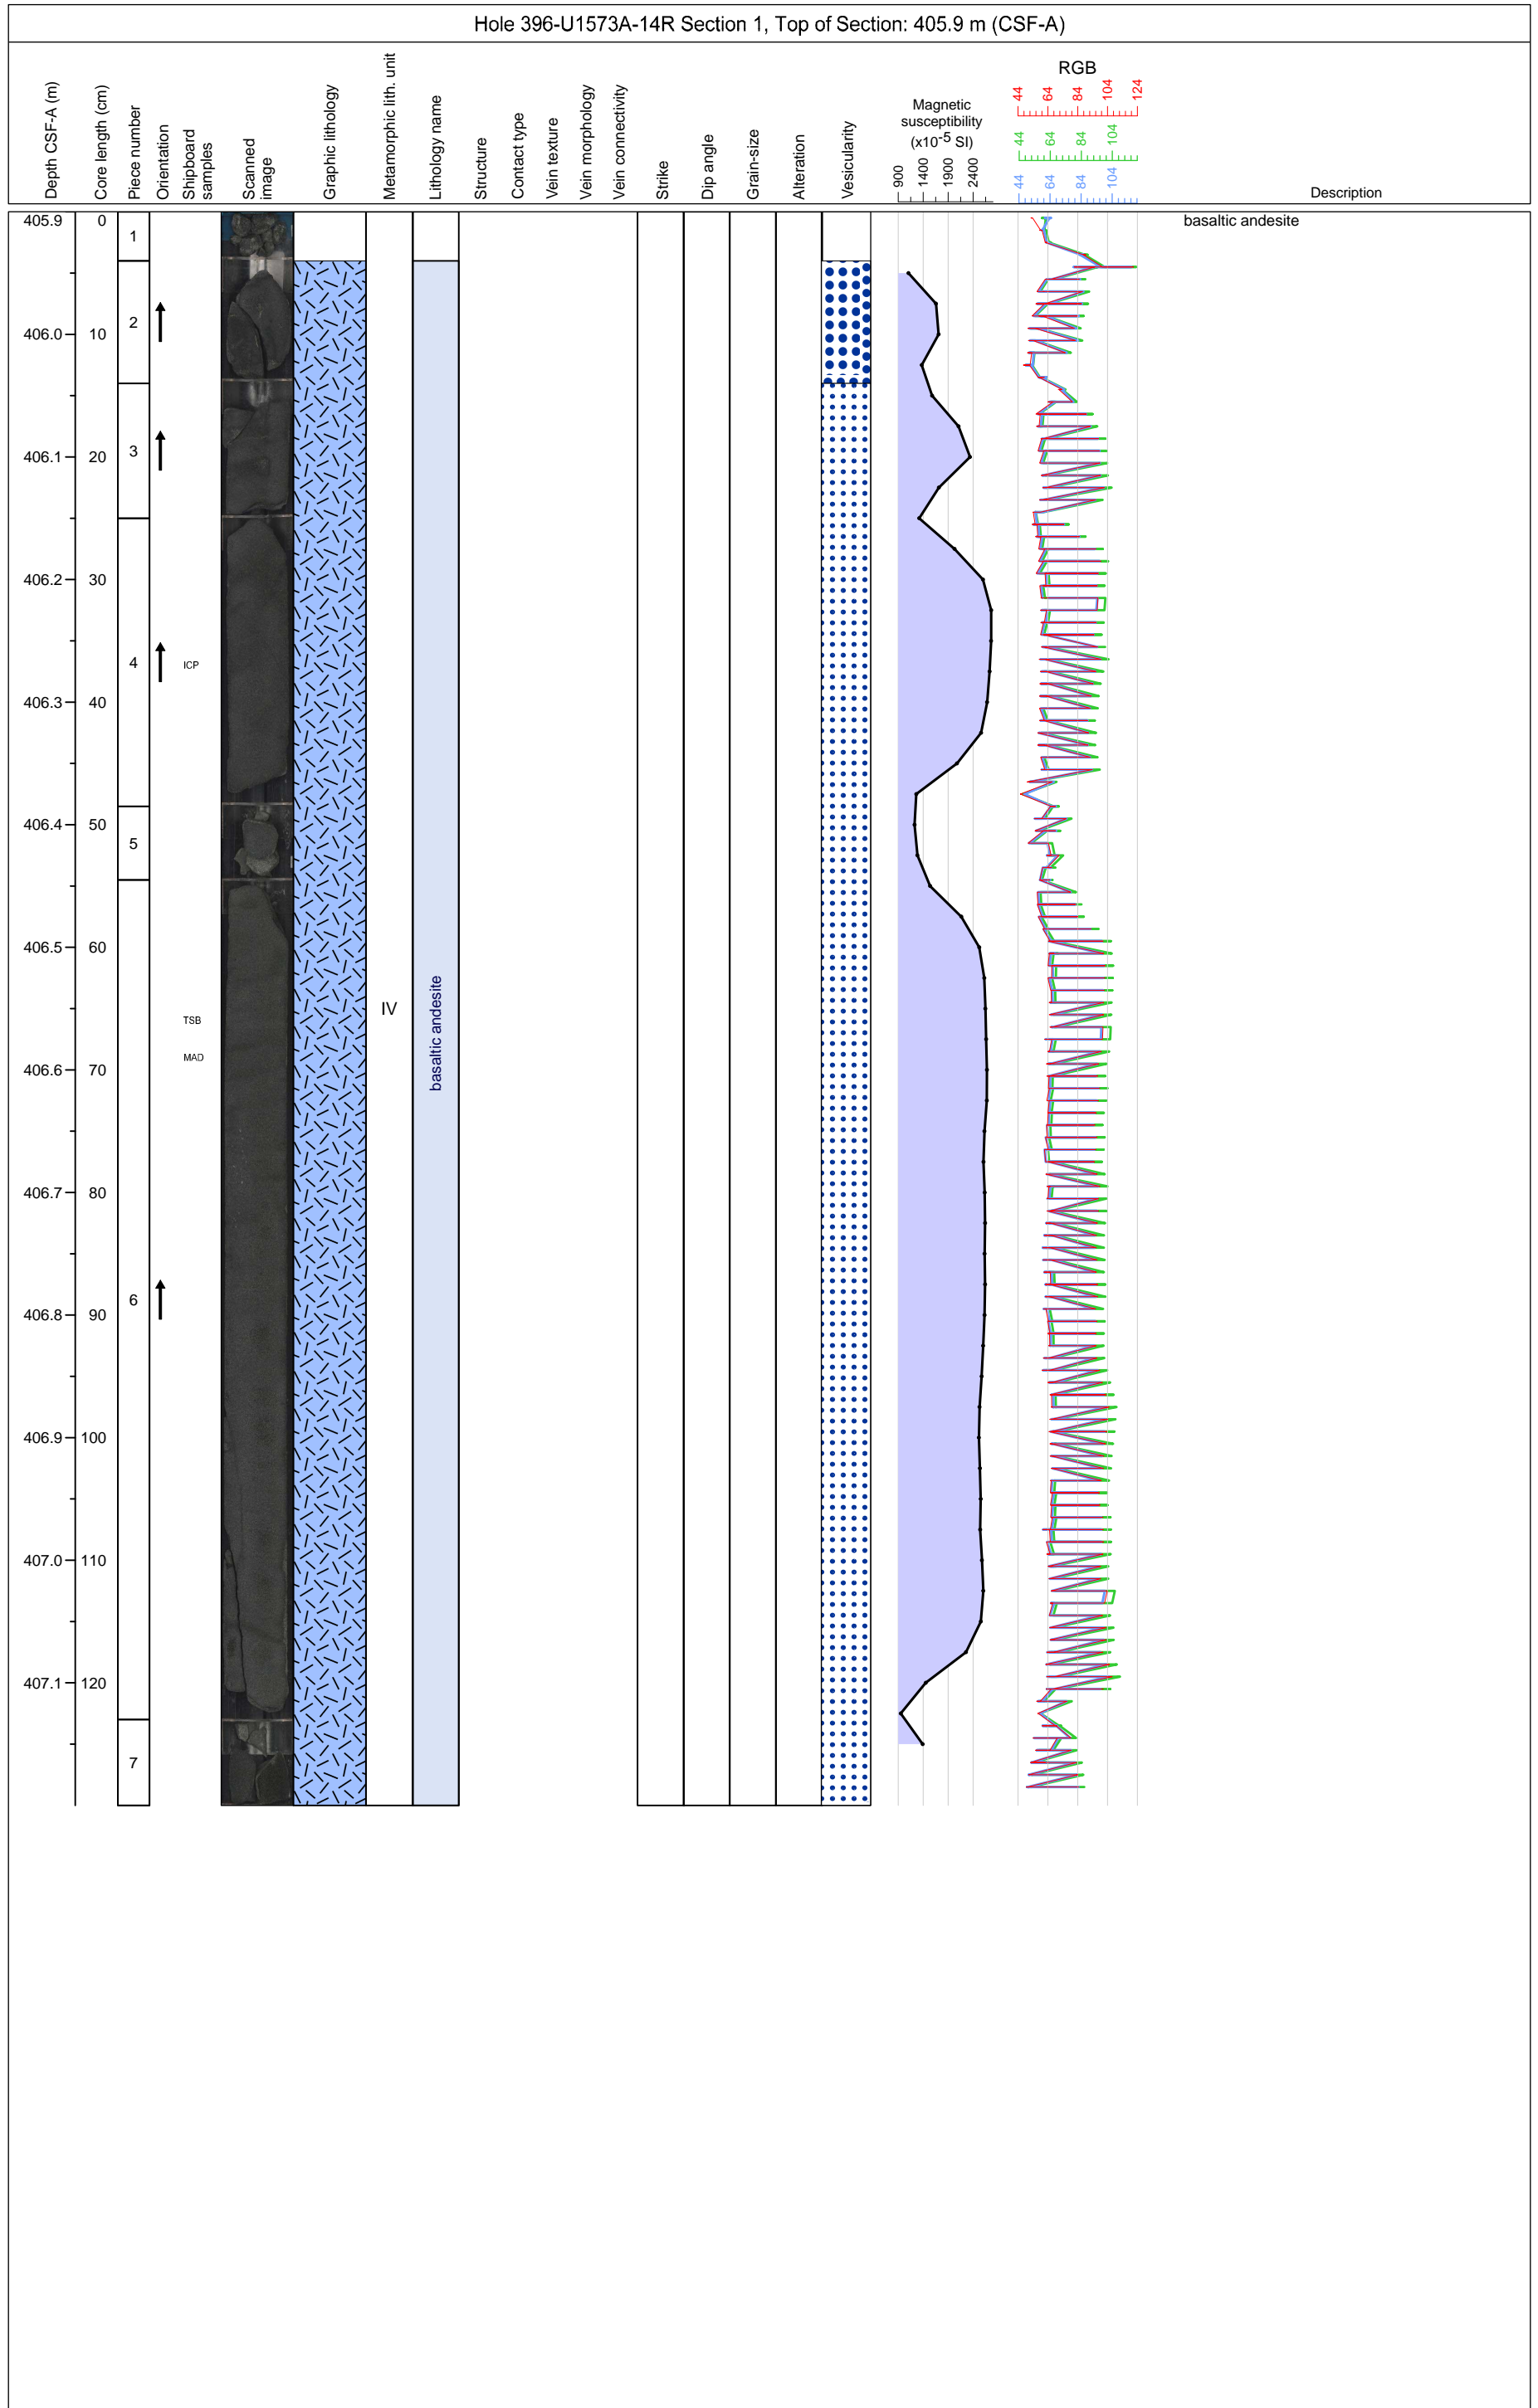 Hole 396-U1573A-14R Section 1, Top of Section: 405.9 m (CSF-A)
Depth CSF-A (m)
Core length (cm)
Piece number
Orientation
Shipboard
samples
Scanned
image
Graphic lithology
Metamorphic lith. unit
Lithology name
Structure
Contact type
Vein texture
Vein morphology
Vein connectivity
Strike
Dip angle
Grain-size
Alteration
Vesicularity
Magnetic
susceptibility
(x10-5 SI)
900 1400 1900 2400
RGB
44 64 84 104 124
44 64 84 104
44 64 84 104
Description
405.9 0
basaltic andesite
1
2
406.0 10
3
406.1 20
406.2 30
4
ICP
406.3 40
406.4 50
5
406.5 60
IV
basaltic andesite
TSB
MAD
406.6 70
406.7 80
6
406.8 90
406.9 100
407.0 110
407.1 120
7